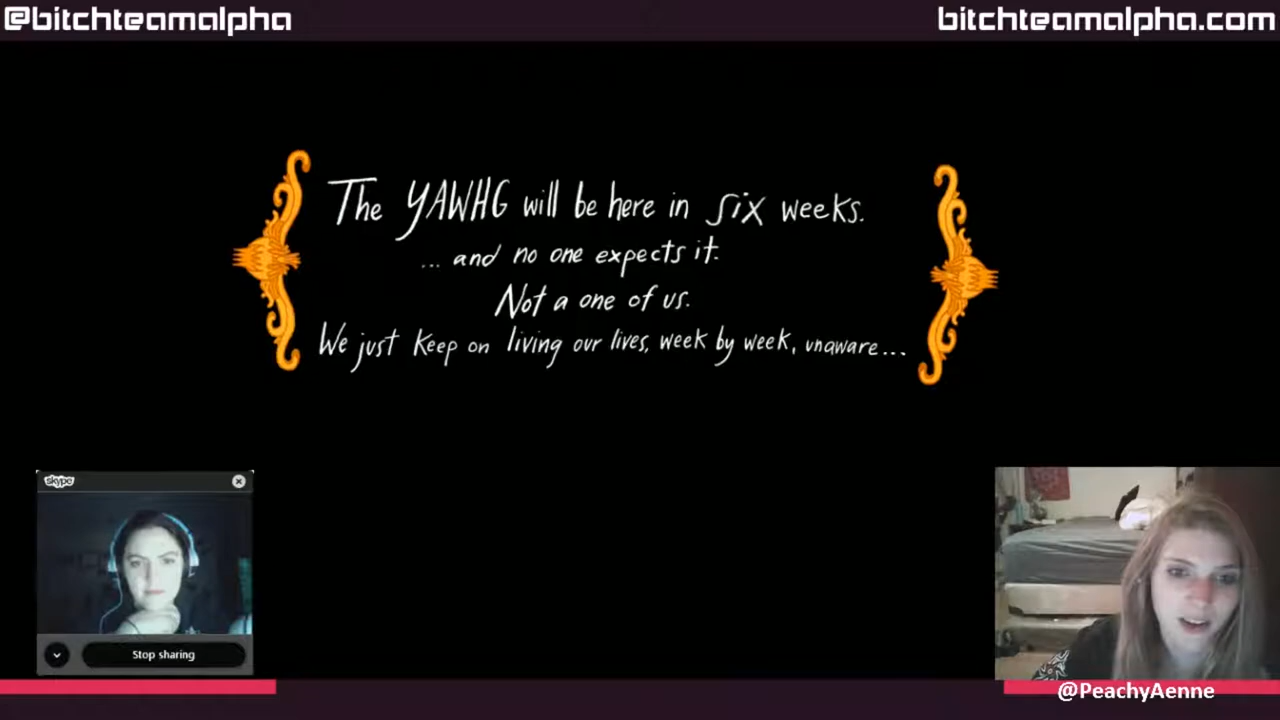 @bitchteamalpha
bitchteamalpha.com
The YAWHG will be here in six weeks.
... and no one expects it.
Not a one of us.
We just keep on living our lives, week by week, unaware...
skype
Stop sharing
@PeachyAenne